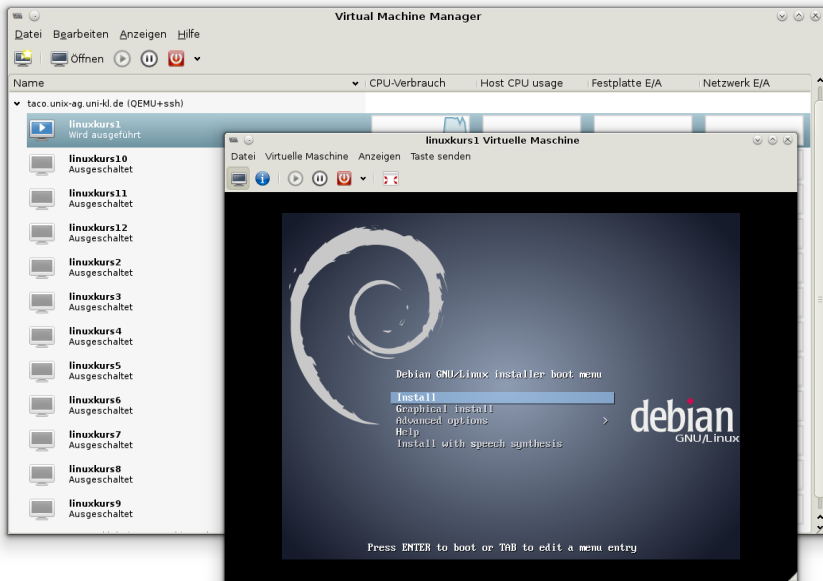 Virtual Machine Manager
Datei Bearbeiten Anzeigen Hilfe
Öffnen
Name CPU-Verbrauch Host CPU usage Festplatte E/A Netzwerk E/A
taco.unix-ag.uni-kl.de (QEMU+ssh)
linuxkurs1
Wird ausgeführt
linuxkurs10
Ausgeschaltet
linuxkurs11
Ausgeschaltet
linuxkurs12
Ausgeschaltet
linuxkurs2
Ausgeschaltet
linuxkurs3
Ausgeschaltet
linuxkurs4
Ausgeschaltet
linuxkurs5
Ausgeschaltet
linuxkurs6
Ausgeschaltet
linuxkurs7
Ausgeschaltet
linuxkurs8
Ausgeschaltet
linuxkurs9
Ausgeschaltet
linuxkurs1 Virtuelle Maschine
Datei Virtuelle Maschine Anzeigen Taste senden
Debian GNU/Linux installer boot menu
Install
Graphical install
Advanced options >
Help
Install with speech synthesis
debian
GNU/Linux
Press ENTER to boot or TAB to edit a menu entry